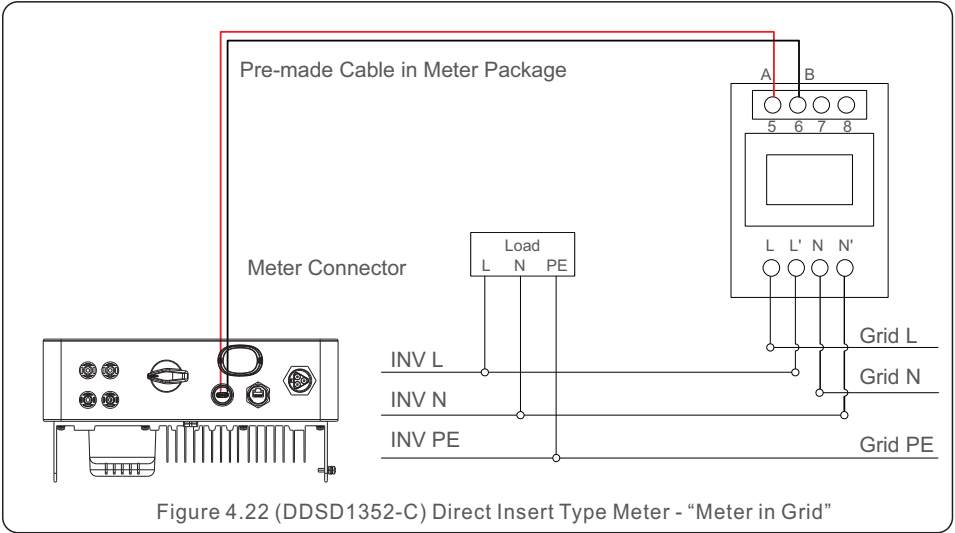 Pre-made Cable in Meter Package
A B
5 6 7 8
Load
L N PE
L L' N N'
Meter Connector
Grid L
INV L
Grid N
INV N
INV PE
Grid PE
Figure 4.22 (DDSD1352-C) Direct Insert Type Meter - “Meter in Grid”